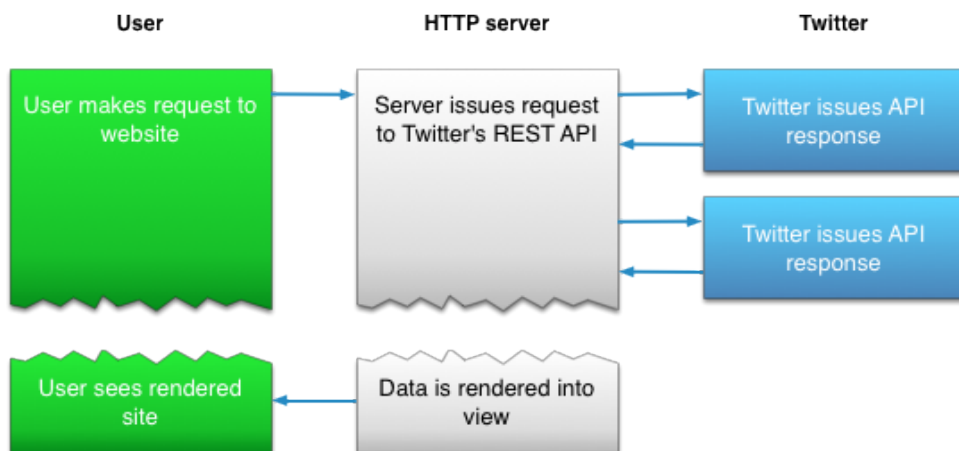 User
HTTP server
Twitter
User makes request to
website
Server issues request
to Twitter's REST API
Twitter issues API
response
Twitter issues API
response
User sees rendered
site
Data is rendered into
view